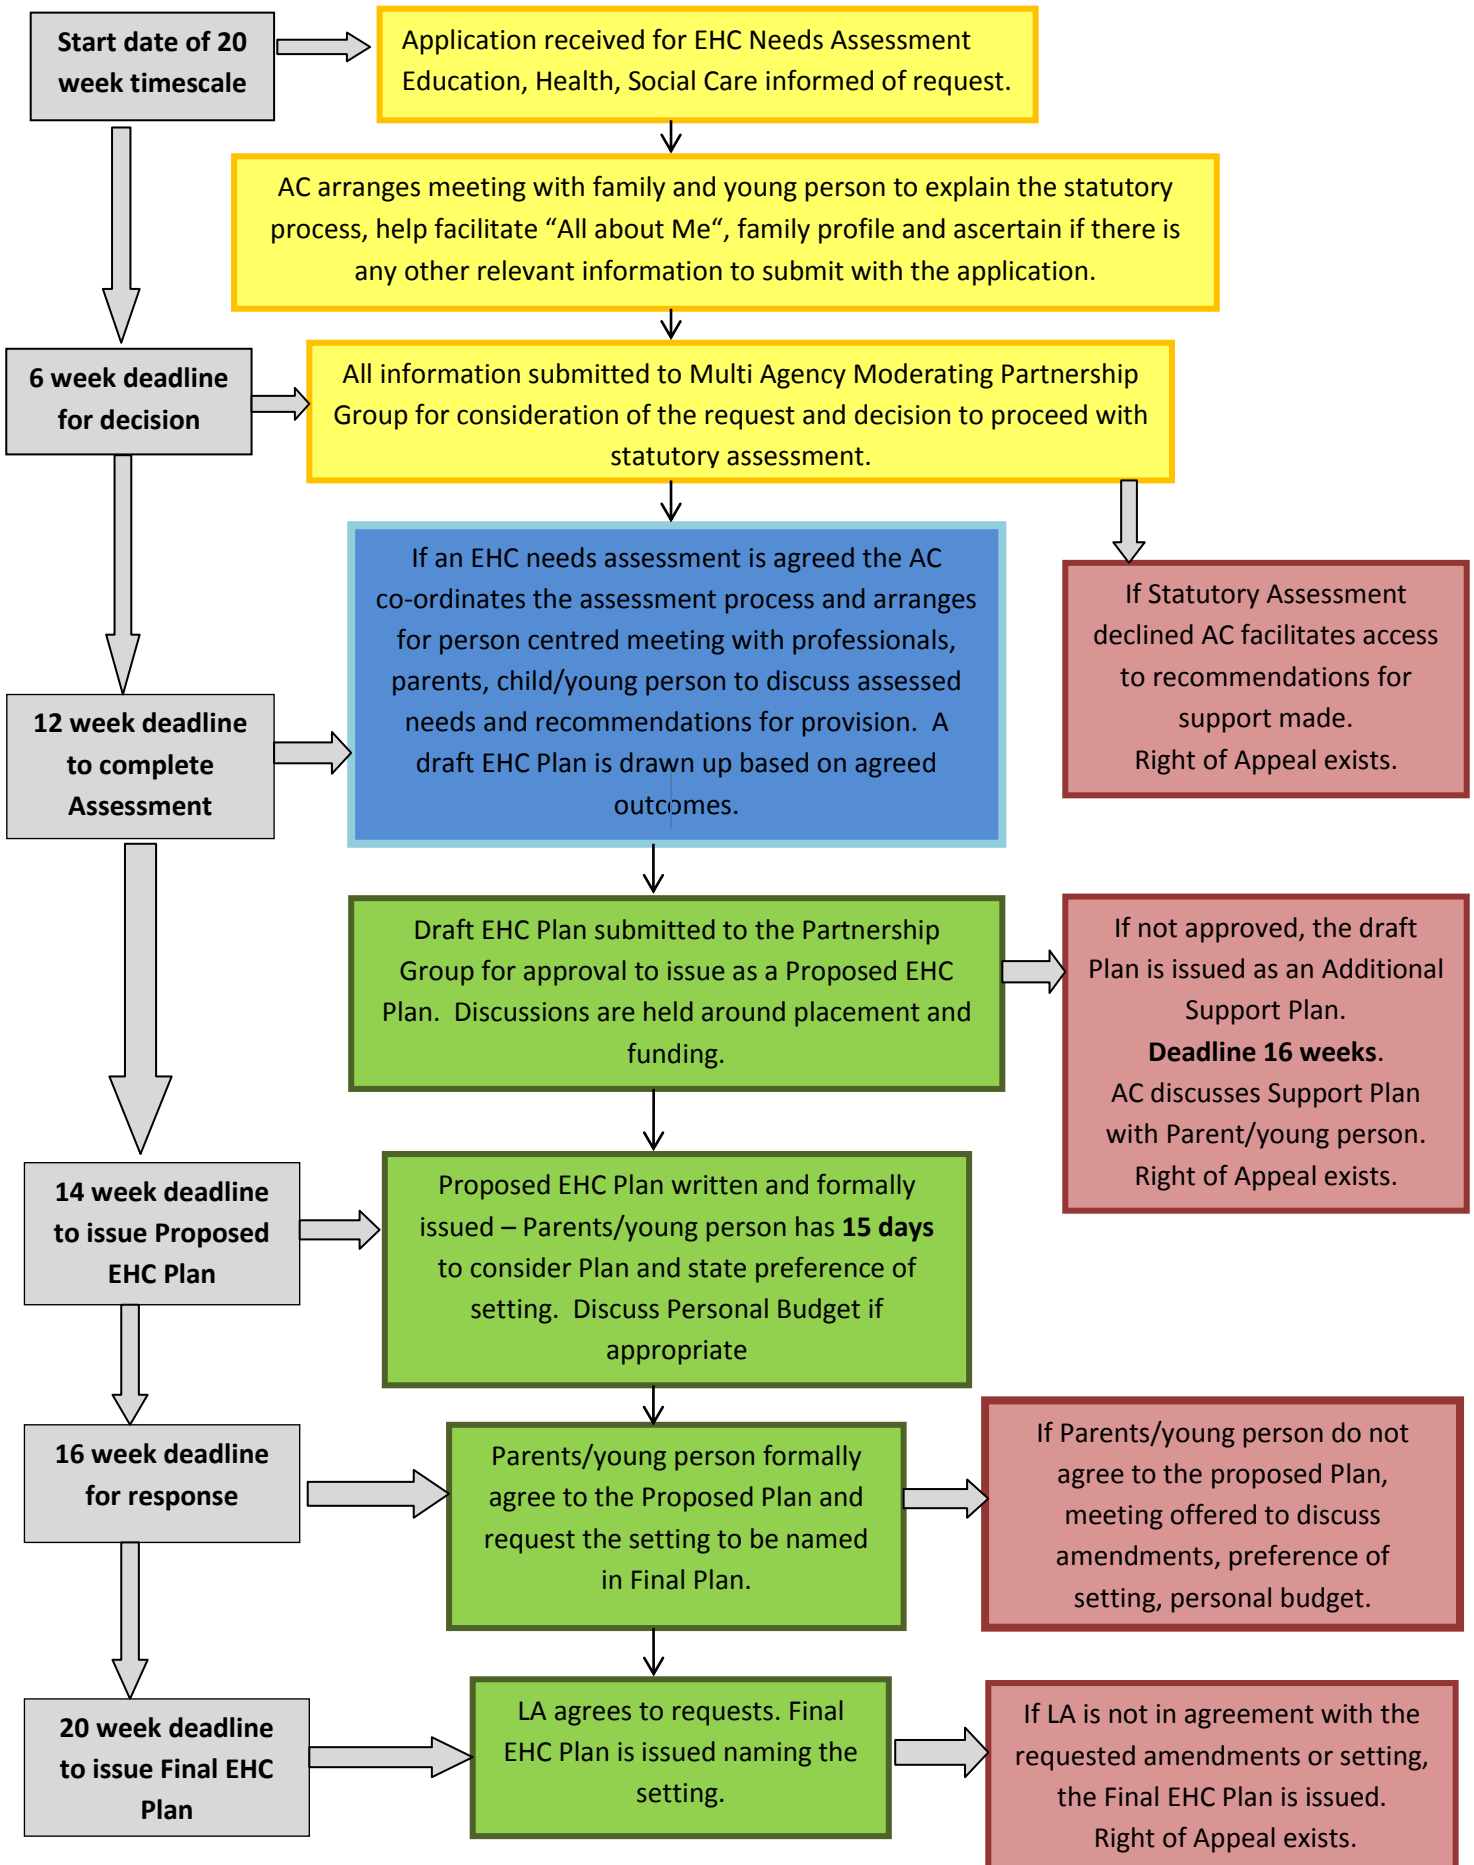 Start date of 20
week timescale
Application received for EHC Needs Assessment
Education, Health, Social Care informed of request.
AC arranges meeting with family and young person to explain the statutory
process, help facilitate “All about Me“, family profile and ascertain if there is
any other relevant information to submit with the application.
6 week deadline
for decision
All information submitted to Multi Agency Moderating Partnership
Group for consideration of the request and decision to proceed with
statutory assessment.
If an EHC needs assessment is agreed the AC
co-ordinates the assessment process and arranges
for person centred meeting with professionals,
parents, child/young person to discuss assessed
needs and recommendations for provision.  A
draft EHC Plan is drawn up based on agreed
outcomes.
If Statutory Assessment
declined AC facilitates access
to recommendations for
support made.
Right of Appeal exists.
12 week deadline
to complete
Assessment
Draft EHC Plan submitted to the Partnership
Group for approval to issue as a Proposed EHC
Plan.  Discussions are held around placement and
funding.
If not approved, the draft
Plan is issued as an Additional
Support Plan.
Deadline 16 weeks.
AC discusses Support Plan
with Parent/young person.
Right of Appeal exists.
14 week deadline
to issue Proposed
EHC Plan
Proposed EHC Plan written and formally
issued – Parents/young person has 15 days
to consider Plan and state preference of
setting.  Discuss Personal Budget if
appropriate
16 week deadline
for response
Parents/young person formally
agree to the Proposed Plan and
request the setting to be named
in Final Plan.
If Parents/young person do not
agree to the proposed Plan,
meeting offered to discuss
amendments, preference of
setting, personal budget.
20 week deadline
to issue Final EHC
Plan
LA agrees to requests. Final
EHC Plan is issued naming the
setting.
If LA is not in agreement with the
requested amendments or setting,
the Final EHC Plan is issued.
Right of Appeal exists.